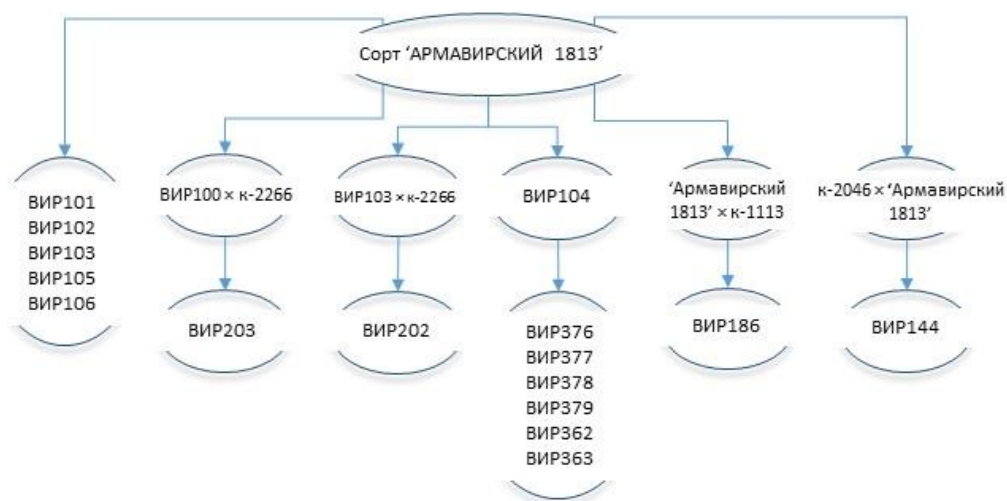 Сорт ‘АРМАВИРСКИЙ 1813’
ВИР101
ВИР102
ВИР103
ВИР105
ВИР106
ВИР100 × к-2266
ВИР203
ВИР103 × к-2266
ВИР202
ВИР104
ВИР376
ВИР377
ВИР378
ВИР379
ВИР362
ВИР363
‘Армавирский
1813’ × к-1113
ВИР186
к-2046 × ‘Армавирский
1813’
ВИР144